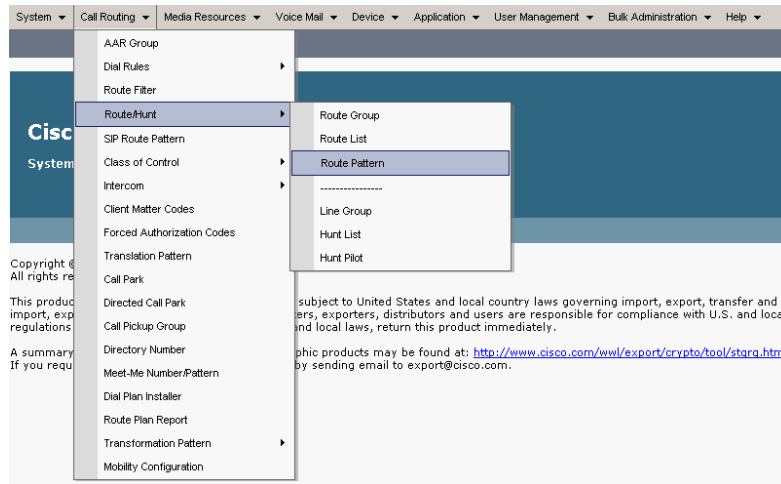 System Call Routing Media Resources Voice Mail Device Application User Management Bulk Administration Help
AAR Group
Dial Rules
Route Filter
Route/Hunt
SIP Route Pattern
Class of Control
Intercom
Client Matter Codes
Forced Authorization Codes
Translation Pattern
Call Park
Directed Call Park
Call Pickup Group
Directory Number
Meet-Me Number/Pattern
Dial Plan Installer
Route Plan Report
Transformation Pattern
Mobility Configuration
Route Group
Route List
Route Pattern
----------------
Line Group
Hunt List
Hunt Pilot
Cisc
System
Copyright
All rights re
This produc subject to United States and local country laws governing import, export, transfer and
import, exp ers, exporters, distributors and users are responsible for compliance with U.S. and loca
regulations and local laws, return this product immediately.
A summary phic products may be found at: http://www.cisco.com/wwl/export/crypto/tool/stqrg.htm
If you requ by sending email to export@cisco.com.